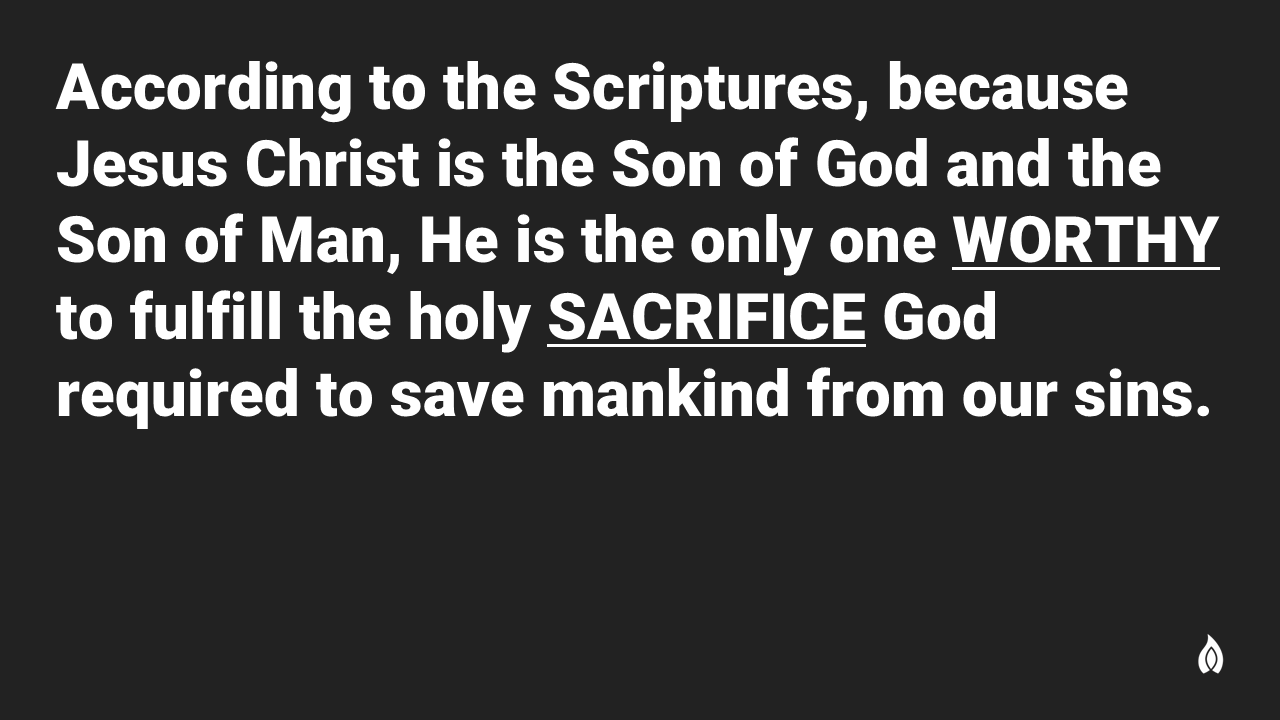 According to the Scriptures, because
Jesus Christ is the Son of God and the
Son of Man, He is the only one WORTHY
to fulfill the holy SACRIFICE God
required to save mankind from our sins.